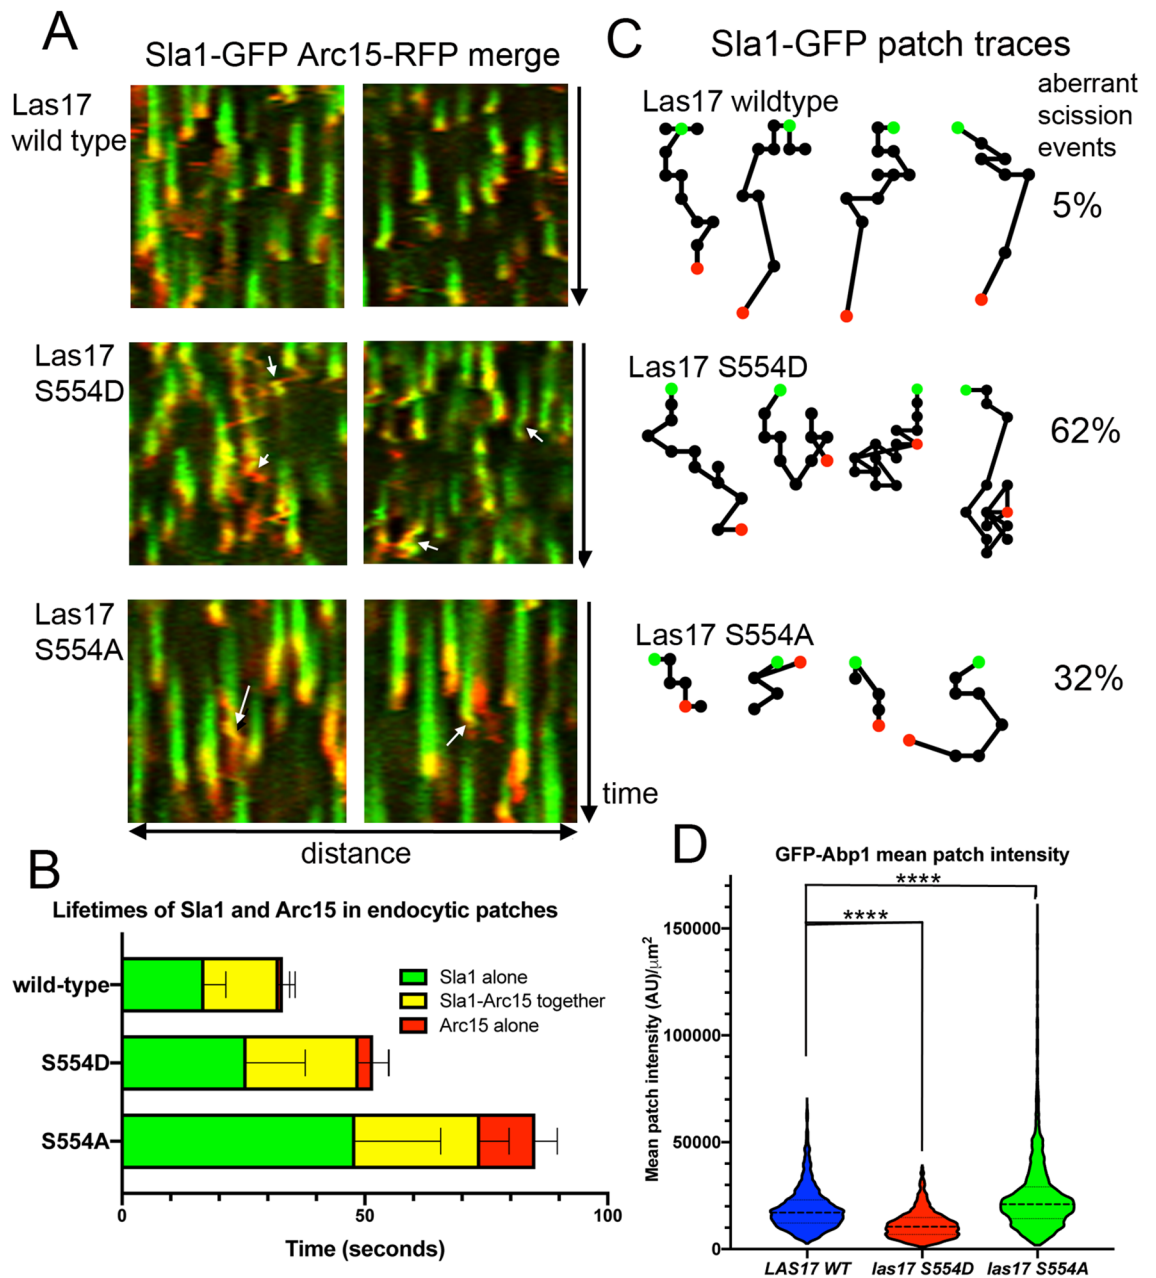 A
Sla1-GFP Arc15-RFP merge
Las17
wild type
Las17
S554D
Las17
S554A
time
distance
C
Sla1-GFP patch traces
aberrant
scission
events
Las17 wildtype
5%
Las17 S554D
62%
Las17 S554A
32%
B
Lifetimes of Sla1 and Arc15 in endocytic patches
wild-type
S554D
S554A
Sla1 alone
Sla1-Arc15 together
Arc15 alone
0
50
100
Time (seconds)
D
GFP-Abp1 mean patch intensity
Mean patch intensity (AU)/μm2
150000
100000
50000
0
****
****
LAS17 WT
las17 S554D
las17 S554A